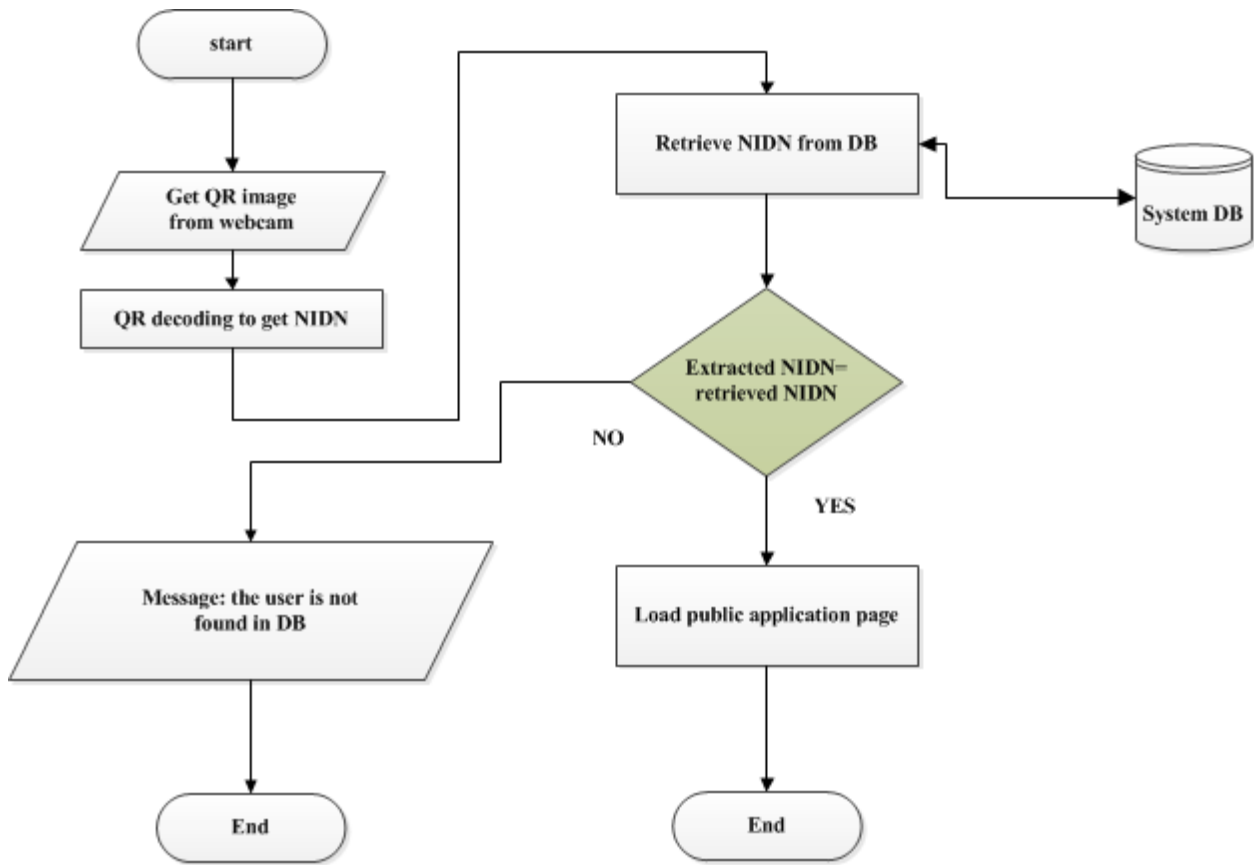 start
Get QR image
from webcam
QR decoding to get NIDN
Retrieve NIDN from DB
System DB
Extracted NIDN=
retrieved NIDN
NO
YES
Message: the user is not
found in DB
Load public application page
End
End